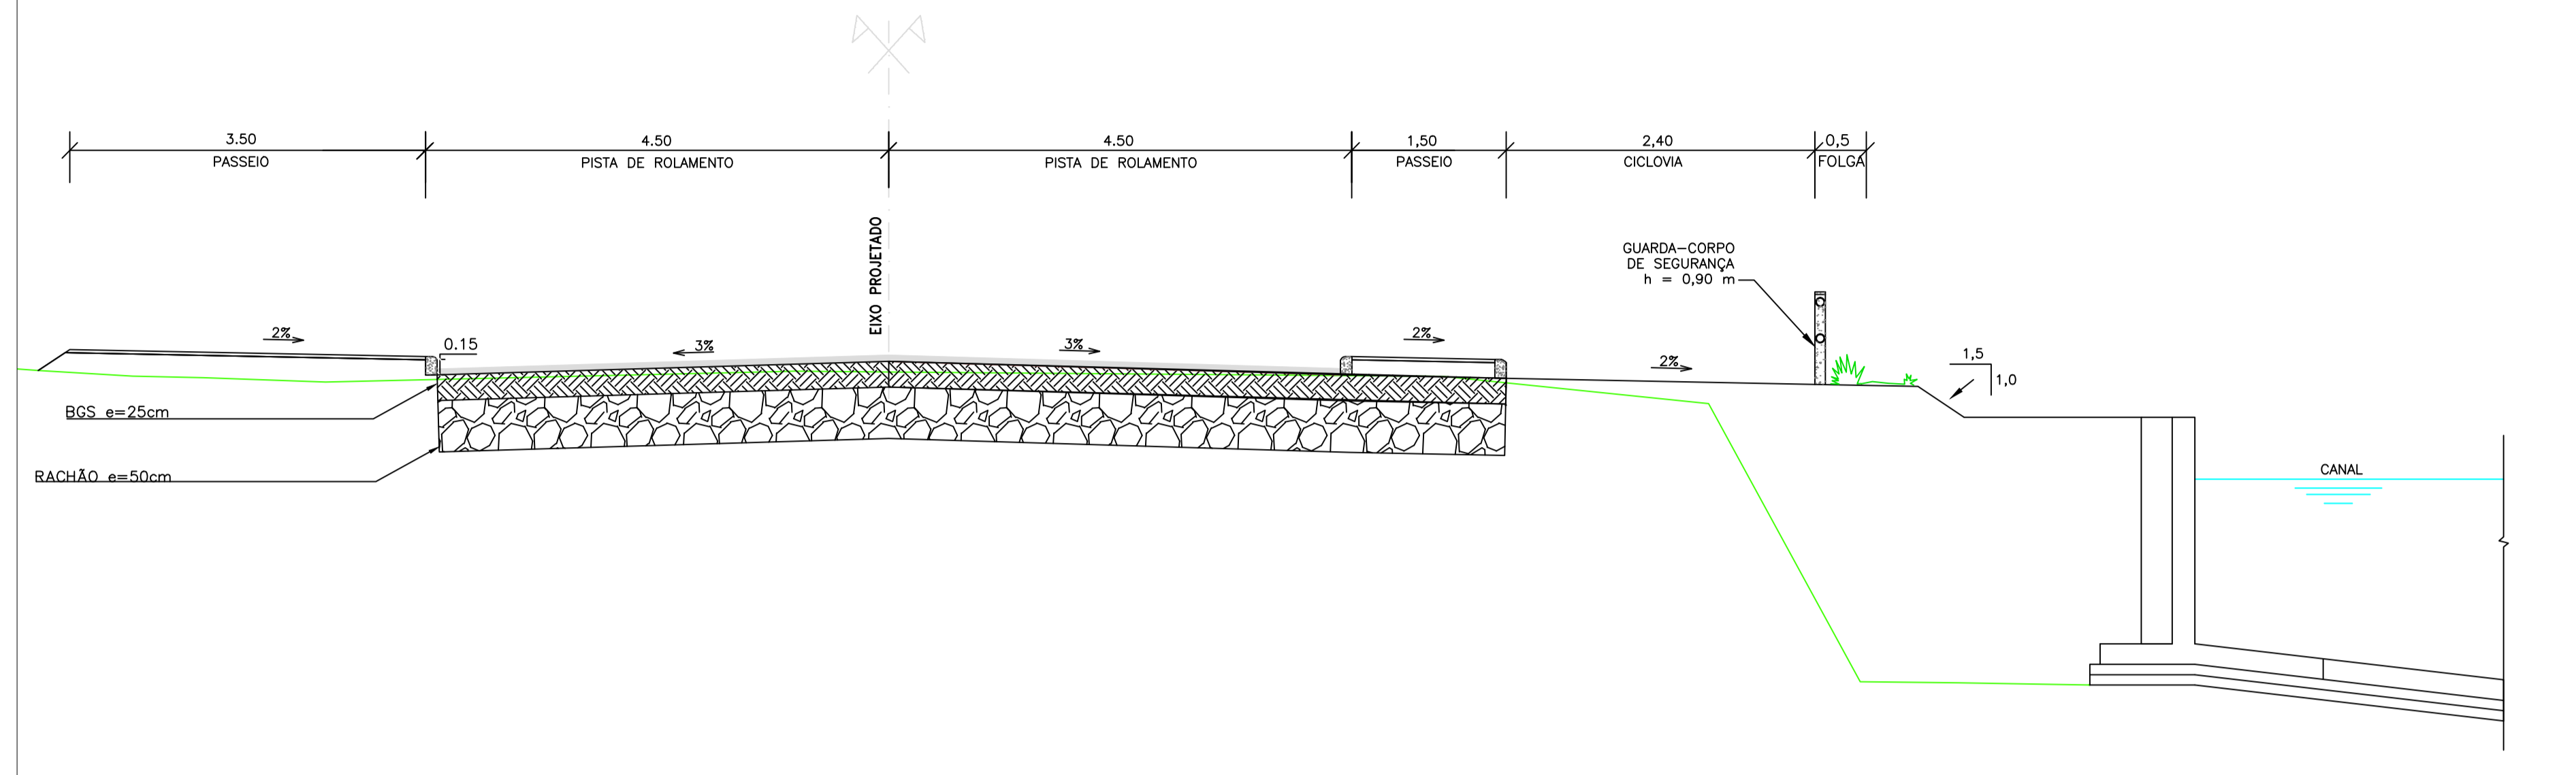 3.50
4.50
4.50
1,50
2,40
0,5
PASSEIO
PISTA DE ROLAMENTO
PISTA DE ROLAMENTO
PASSEIO
CICLOVIA
FOLGA
EIXO PROJETADO
GUARDA-CORPO
DE SEGURANÇA
h = 0,90 m
2%
0.15
3%
3%
2%
2%
1,5
1,0
BGS e=25cm
RACHÃO e=50cm
CANAL